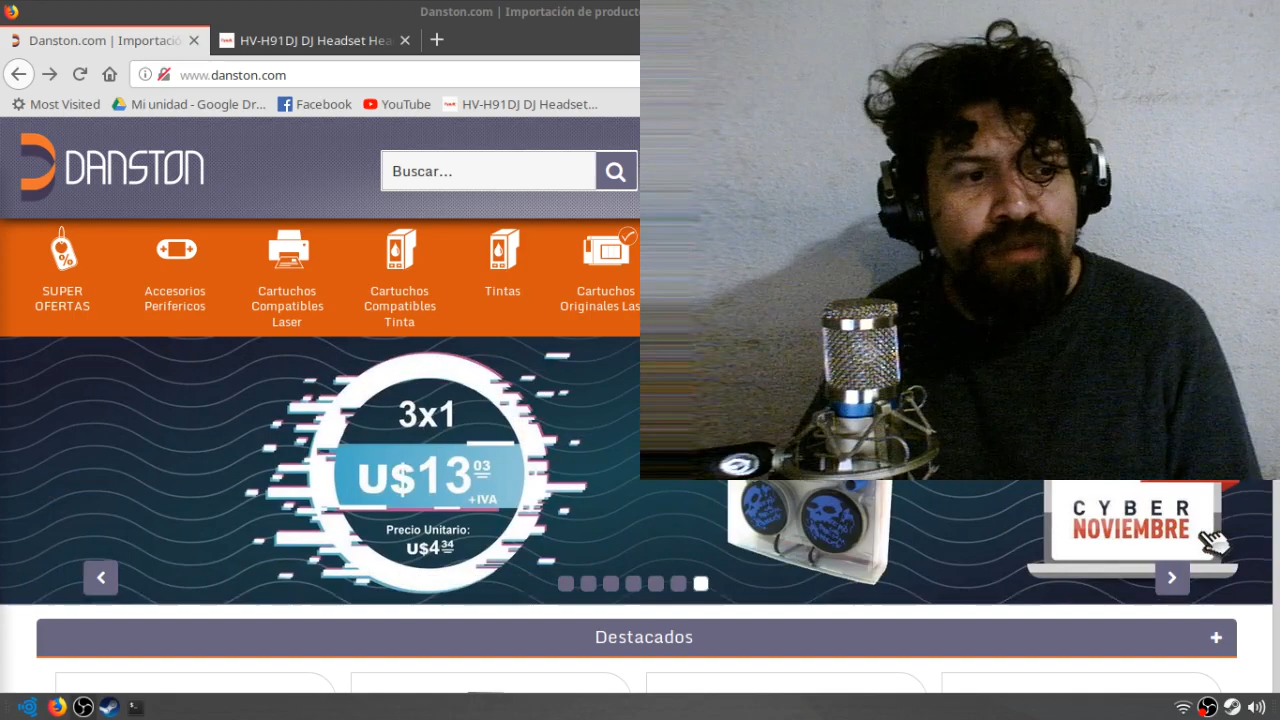 Danston.com | Importación de producto
Danston.com | Importació
HV-H91DJ DJ Headset Hea
www.danston.com
Most Visited
Mi unidad - Google Dr...
Facebook
YouTube
HV-H91DJ DJ Headset...
DANSTON
Buscar...
SUPER
OFERTAS
Accesorios
Perifericos
Cartuchos
Compatibles
Laser
Cartuchos
Compatibles
Tinta
Tintas
Cartuchos
Originales Las
3x1
U$13 03
+IVA
Precio Unitario:
U$4 34
CYBER
NOVIEMBRE
Destacados